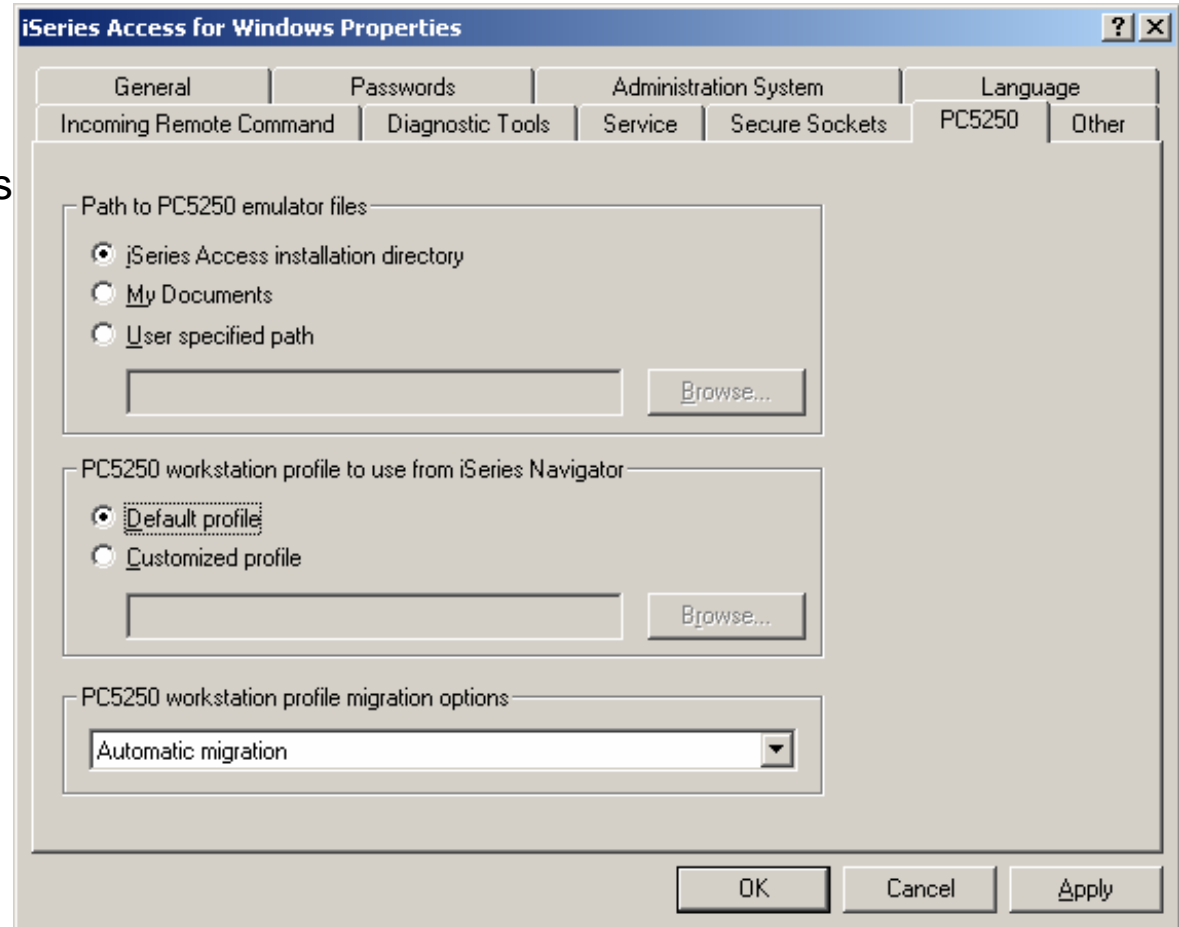 iSeries Access for Windows Properties
General Passwords Administration System Language
Incoming Remote Command Diagnostic Tools Service Secure Sockets PC5250 Other
s
Path to PC5250 emulator files
iSeries Access installation directory
My Documents
User specified path
Browse...
PC5250 workstation profile to use from iSeries Navigator
Default profile
Customized profile
Browse...
PC5250 workstation profile migration options
Automatic migration
OK Cancel Apply